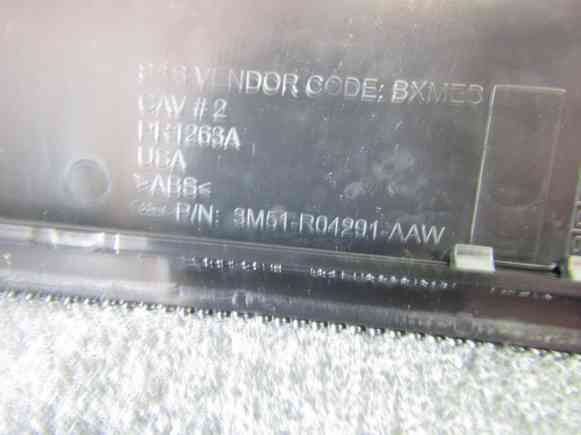 VENDOR CODE: BXME3
CAV # 2
USA
>ABS<
P/N: 3M51-R04291-AAW